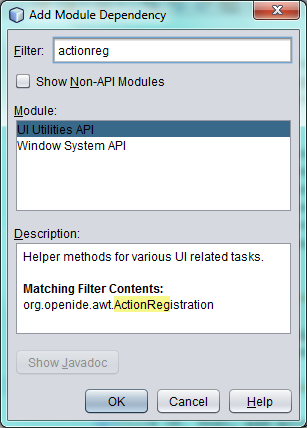 Add Module Dependency
Filter: actionreg
Show Non-API Modules
Module:
UI Utilities API
Window System API
Description:
Helper methods for various UI related tasks.
Matching Filter Contents:
org.openide.awt.ActionRegistration
Show Javadoc
OK Cancel Help